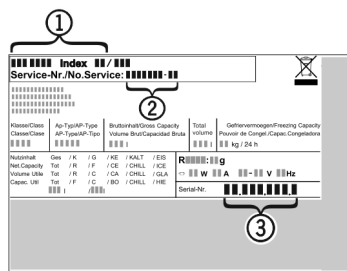 1
Index /
Service-Nr./No.Service: -
2
Klasse/Class Ap-Typ/AP-Type Bruttoinhalt/Gross Capacity Total Gefriervermoegen/Freezing Capacity
Classe/Clase AP-Type/AP-Tipo Volume Brut/Capacidad Bruta volume Pouvoir de Congel./Capac.Congeladora
l l kg / 24 h
Nutzinhalt Ges / K / G / KE / KALT / EIS
Net.Capacity Tot / R / F / CE / CHILL / ICE
Volume Utile Tot / R / C / CA / CHILL / GLA
Capac. Util Tot / F / C / BO / CHILL / HIE
l / l
R : g
W A - V Hz
Serial-Nr. . . .
3